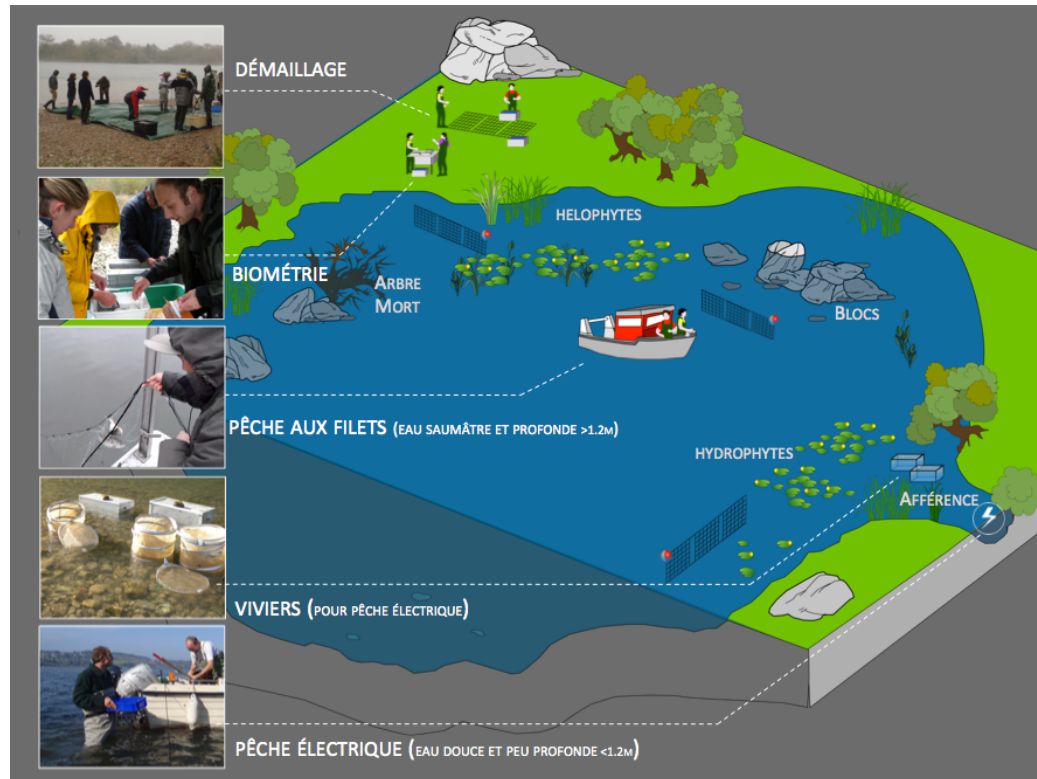 DÉMAILLAGE
HELOPHYTES
BIOMÉTRIE
ARBRE
MORT
BLOCS
PÊCHE AUX FILETS (EAU SAUMÂTRE ET PROFONDE >1.2M)
HYDROPHYTES
AFFÉRENCE
VIVIERS (POUR PÊCHE ÉLECTRIQUE)
PÊCHE ÉLECTRIQUE (EAU DOUCE ET PEU PROFONDE <1.2M)